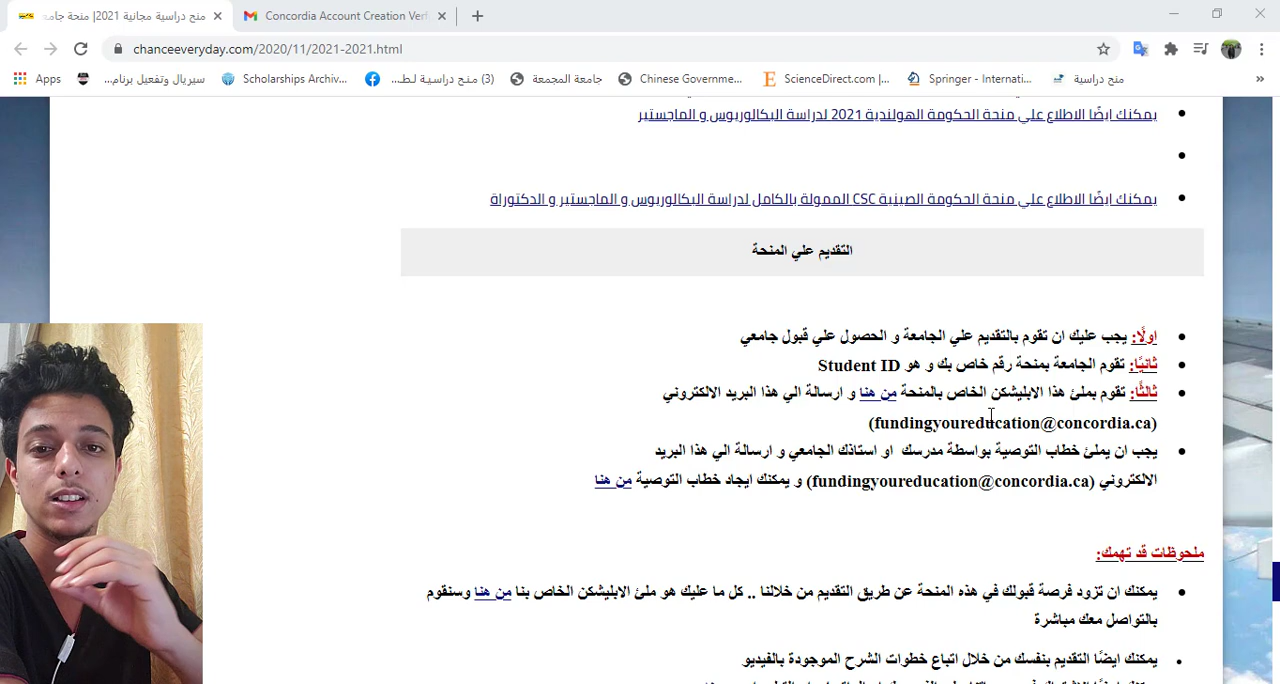 منح دراسية مجانية 2021| منحة جامع
Concordia Account Creation Verif
chanceeveryday.com/2020/11/2021-2021.html
Apps
سيريال وتفعيل برنام...
Scholarships Archiv...
(3) منح دراسية لـطـ...
جامعة المجمعة
Chinese Governme...
ScienceDirect.com |...
Springer - Internati...
منح دراسية
»
يمكنك ايضًا الاطلاع علي منحة الحكومة الهولندية 2021 لدراسة البكالوريوس و الماجستير
يمكنك ايضًا الاطلاع علي منحة الحكومة الصينية CSC الممولة بالكامل لدراسة البكالوريوس و الماجستير و الدكتوراة
التقديم علي المنحة
اولًا: يجب عليك ان تقوم بالتقديم علي الجامعة و الحصول علي قبول جامعي
ثانيًا: تقوم الجامعة بمنحة رقم خاص بك و هو Student ID
ثالثًا: تقوم بملئ هذا الابليشكن الخاص بالمنحة من هنا و ارسالة الي هذا البريد الالكتروني
(fundingyoureducation@concordia.ca)
يجب ان يملئ خطاب التوصية بواسطة مدرسك او استاذك الجامعي و ارسالة الي هذا البريد
الالكتروني (fundingyoureducation@concordia.ca) و يمكنك ايجاد خطاب التوصية من هنا
ملحوظات قد تهمك:
يمكنك ان تزود فرصة قبولك في هذه المنحة عن طريق التقديم من خلالنا .. كل ما عليك هو ملئ الابليشكن الخاص بنا من هنا وسنقوم
بالتواصل معك مباشرة
يمكنك ايضًا التقديم بنفسك من خلال اتباع خطوات الشرح الموجودة بالفيديو